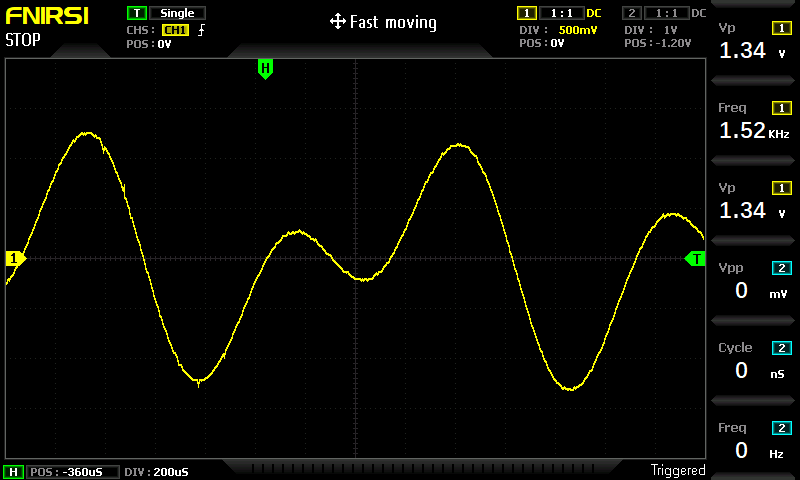 FNIRSI
STOP
T Single
CHS: CH1
POS: 0V
Fast moving
1 1:1 DC
DIV: 500mV
POS: 0V
2 1:1 DC
DIV: 1V
POS: -1.20V
H
1
T
Vp 1
1.34 V
Freq 1
1.52 KHz
Vp 1
1.34 V
Vpp 2
0 mV
Cycle 2
0 nS
Freq 2
0 Hz
H POS: -360uS DIV: 200uS
Triggered